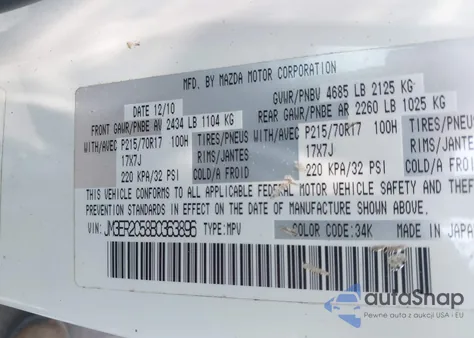 MFD. BY MAZDA MOTOR CORPORATION
DATE 12/10 GVWR/PNBV 4685 LB 2125 KG
FRONT GAWR/PNBE AV 2434 LB 1104 KG REAR GAWR/PNBE AR 2260 LB 1025 KG
WITH/AVEC P215/70R17 100H TIRES/PNEUS WITH/AVEC P215/70R17 100H TIRES/PNEUS
17X7J RIMS/JANTES 17X7J RIMS/JANTES
220 KPA/32 PSI COLD/A FROID 220 KPA/32 PSI COLD/A FROID
THIS VEHICLE CONFORMS TO ALL APPLICABLE FEDERAL MOTOR VEHICLE SAFETY AND THEFT
PREVENTION STANDARDS IN EFFECT ON THE DATE OF MANUFACTURE SHOWN ABOVE.
VIN: JM3ER2C58B0363896 TYPE:MPV COLOR CODE:34K MADE IN JAPA
autaShap
Pewne auta z aukcji USA i EU